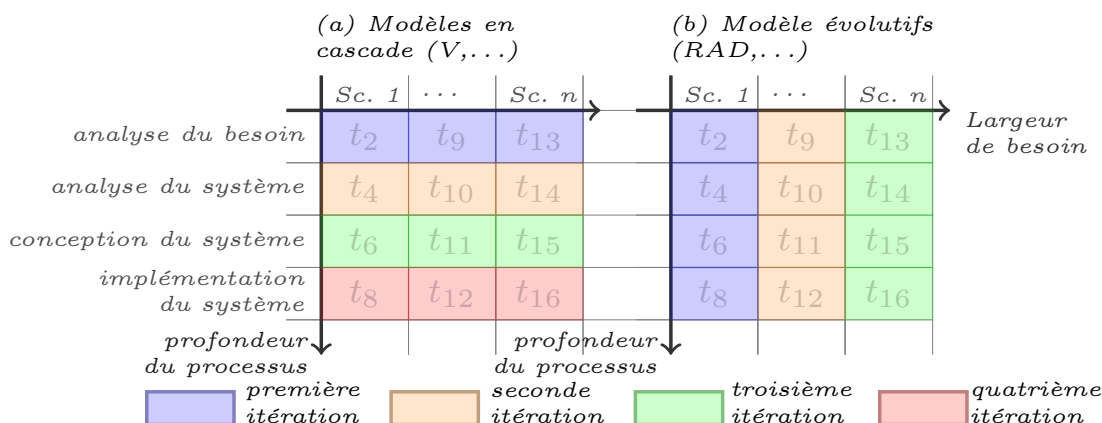 (a) Modèles en
cascade (V,...)
(b) Modèle évolutifs
(RAD,...)
Sc. 1 ... Sc. n
Sc. 1 ... Sc. n
Largeur
de besoin
analyse du besoin
t2 t9 t13
t2 t9 t13
analyse du système
t4 t10 t14
t4 t10 t14
conception du système
t6 t11 t15
t6 t11 t15
implémentation
du système
t8 t12 t16
t8 t12 t16
profondeur
du processus
profondeur
du processus
première
itération
seconde
itération
troisième
itération
quatrième
itération